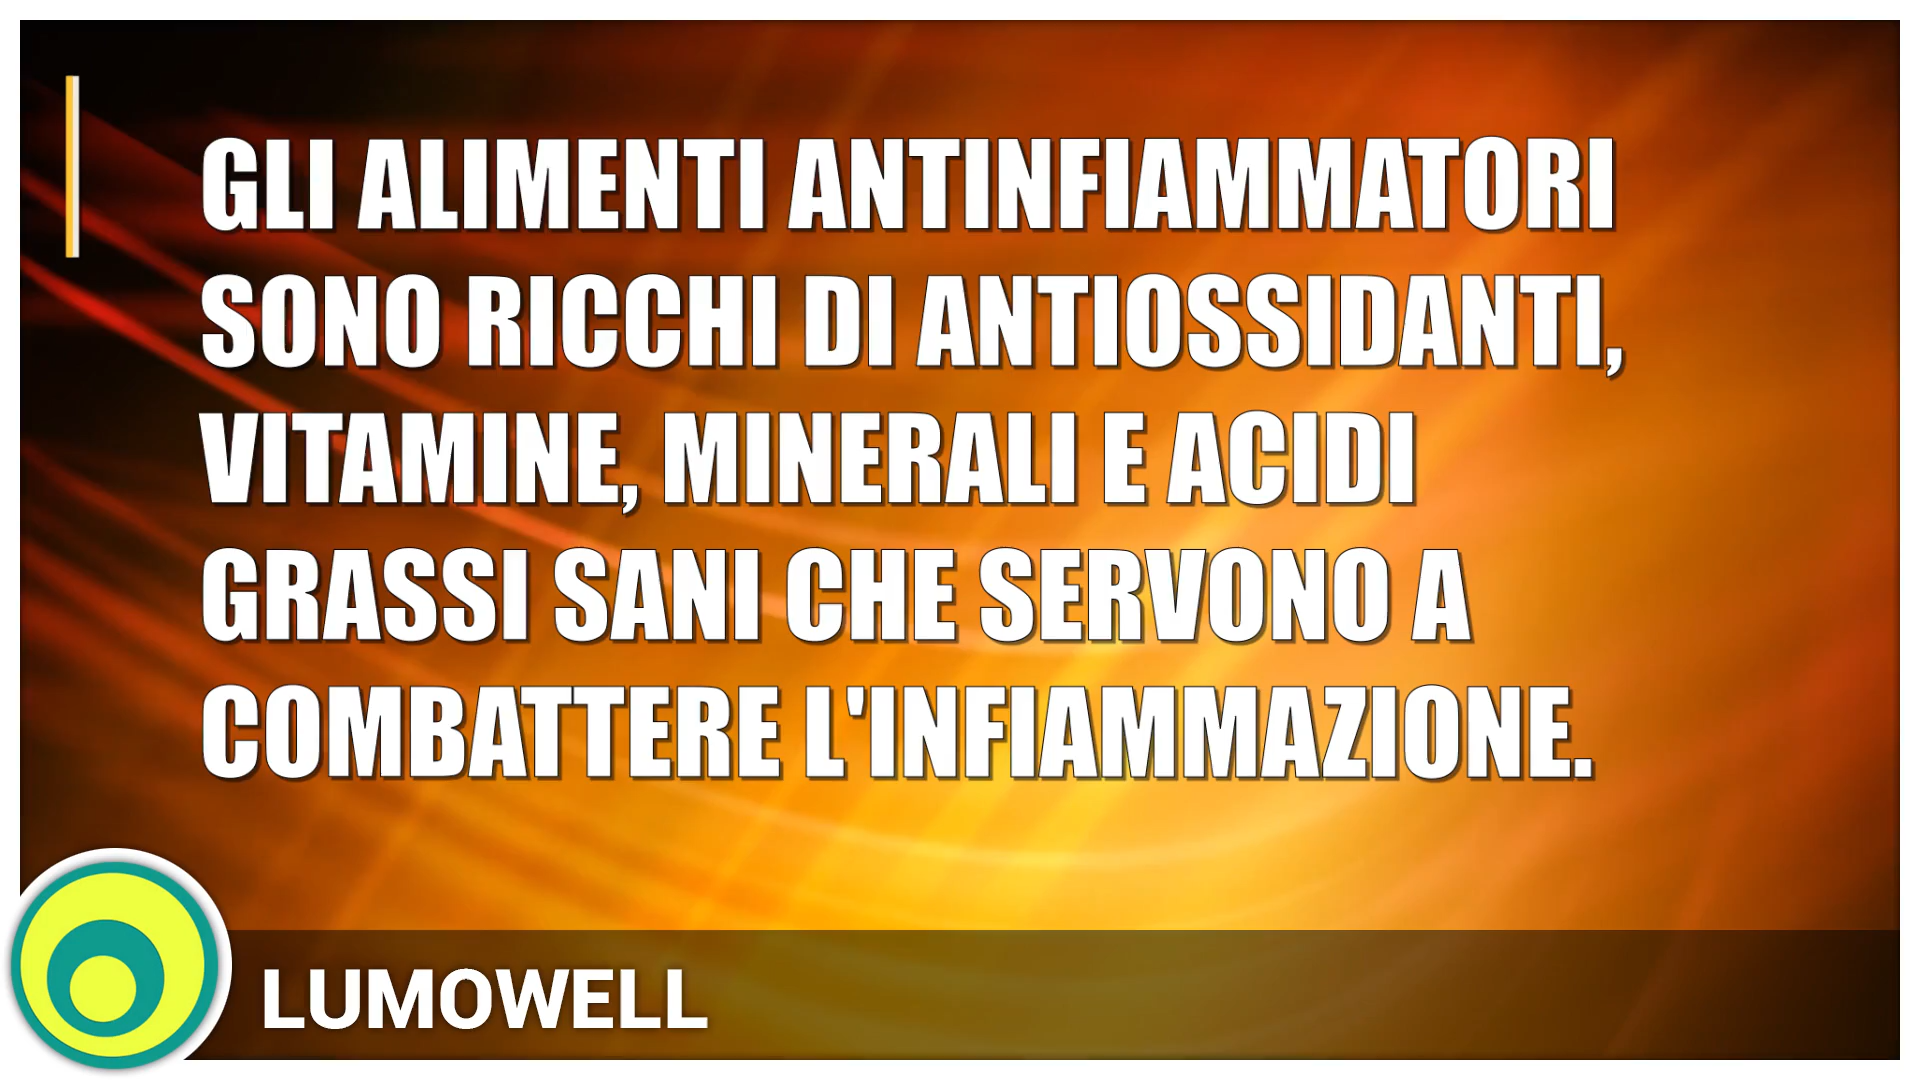 GLI ALIMENTI ANTINFIAMMATORI
SONO RICCHI DI ANTIOSSIDANTI,
VITAMINE, MINERALI E ACIDI
GRASSI SANI CHE SERVONO A
COMBATTERE L'INFIAMMAZIONE.
LUMOWELL